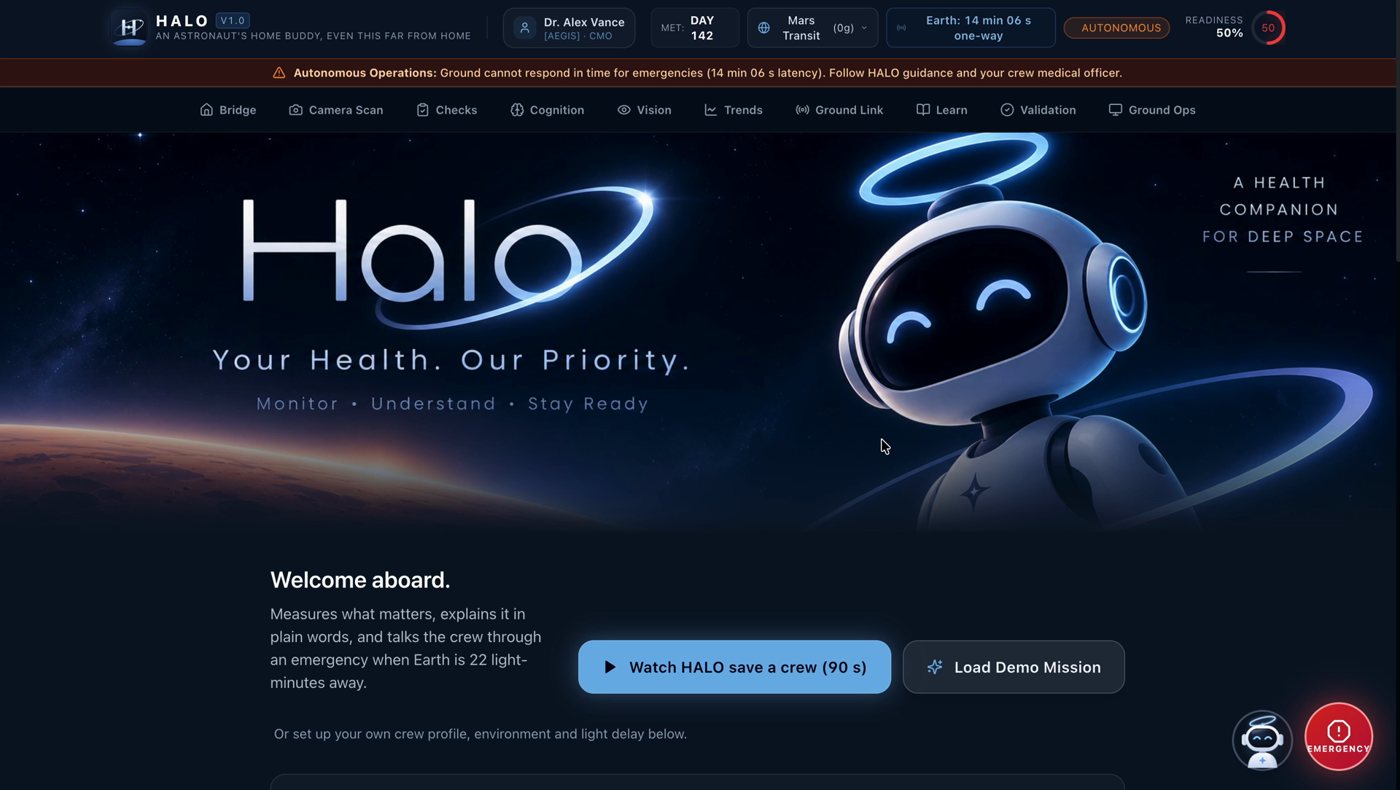 HALO V1.0
AN ASTRONAUT'S HOME BUDDY, EVEN THIS FAR FROM HOME
Dr. Alex Vance
[AEGIS] · CMO
MET: DAY 142
Mars Transit (0g)
Earth: 14 min 06 s one-way
AUTONOMOUS
READINESS
50%
50
Autonomous Operations: Ground cannot respond in time for emergencies (14 min 06 s latency). Follow HALO guidance and your crew medical officer.
Bridge Camera Scan Checks Cognition Vision Trends Ground Link Learn Validation Ground Ops
Halo
Your Health. Our Priority.
Monitor • Understand • Stay Ready
A HEALTH
COMPANION
FOR DEEP SPACE
Welcome aboard.
Measures what matters, explains it in
plain words, and talks the crew through
an emergency when Earth is 22 light-
minutes away.
Watch HALO save a crew (90 s)
Load Demo Mission
Or set up your own crew profile, environment and light delay below.
EMERGENCY